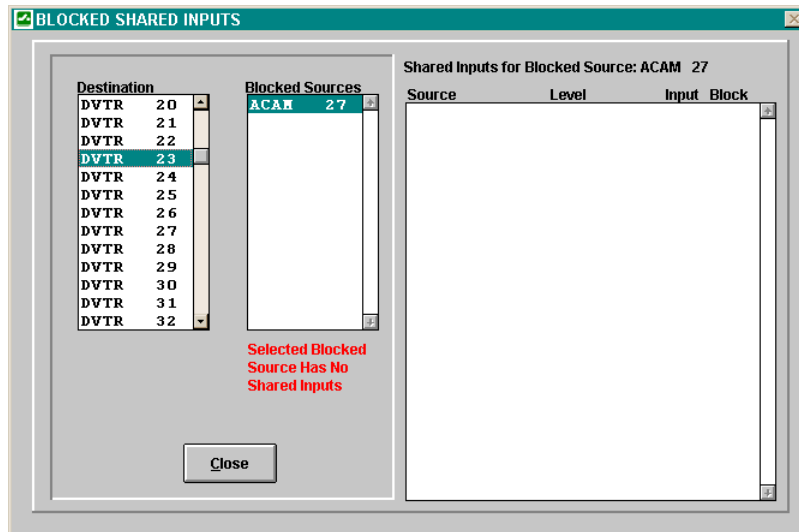 BLOCKED SHARED INPUTS
Destination
DVTR 20
DVTR 21
DVTR 22
DVTR 23
DVTR 24
DVTR 25
DVTR 26
DVTR 27
DVTR 28
DVTR 29
DVTR 30
DVTR 31
DVTR 32
Blocked Sources
ACAM 27
Selected Blocked
Source Has No
Shared Inputs
Close
Shared Inputs for Blocked Source: ACAM 27
Source Level Input Block